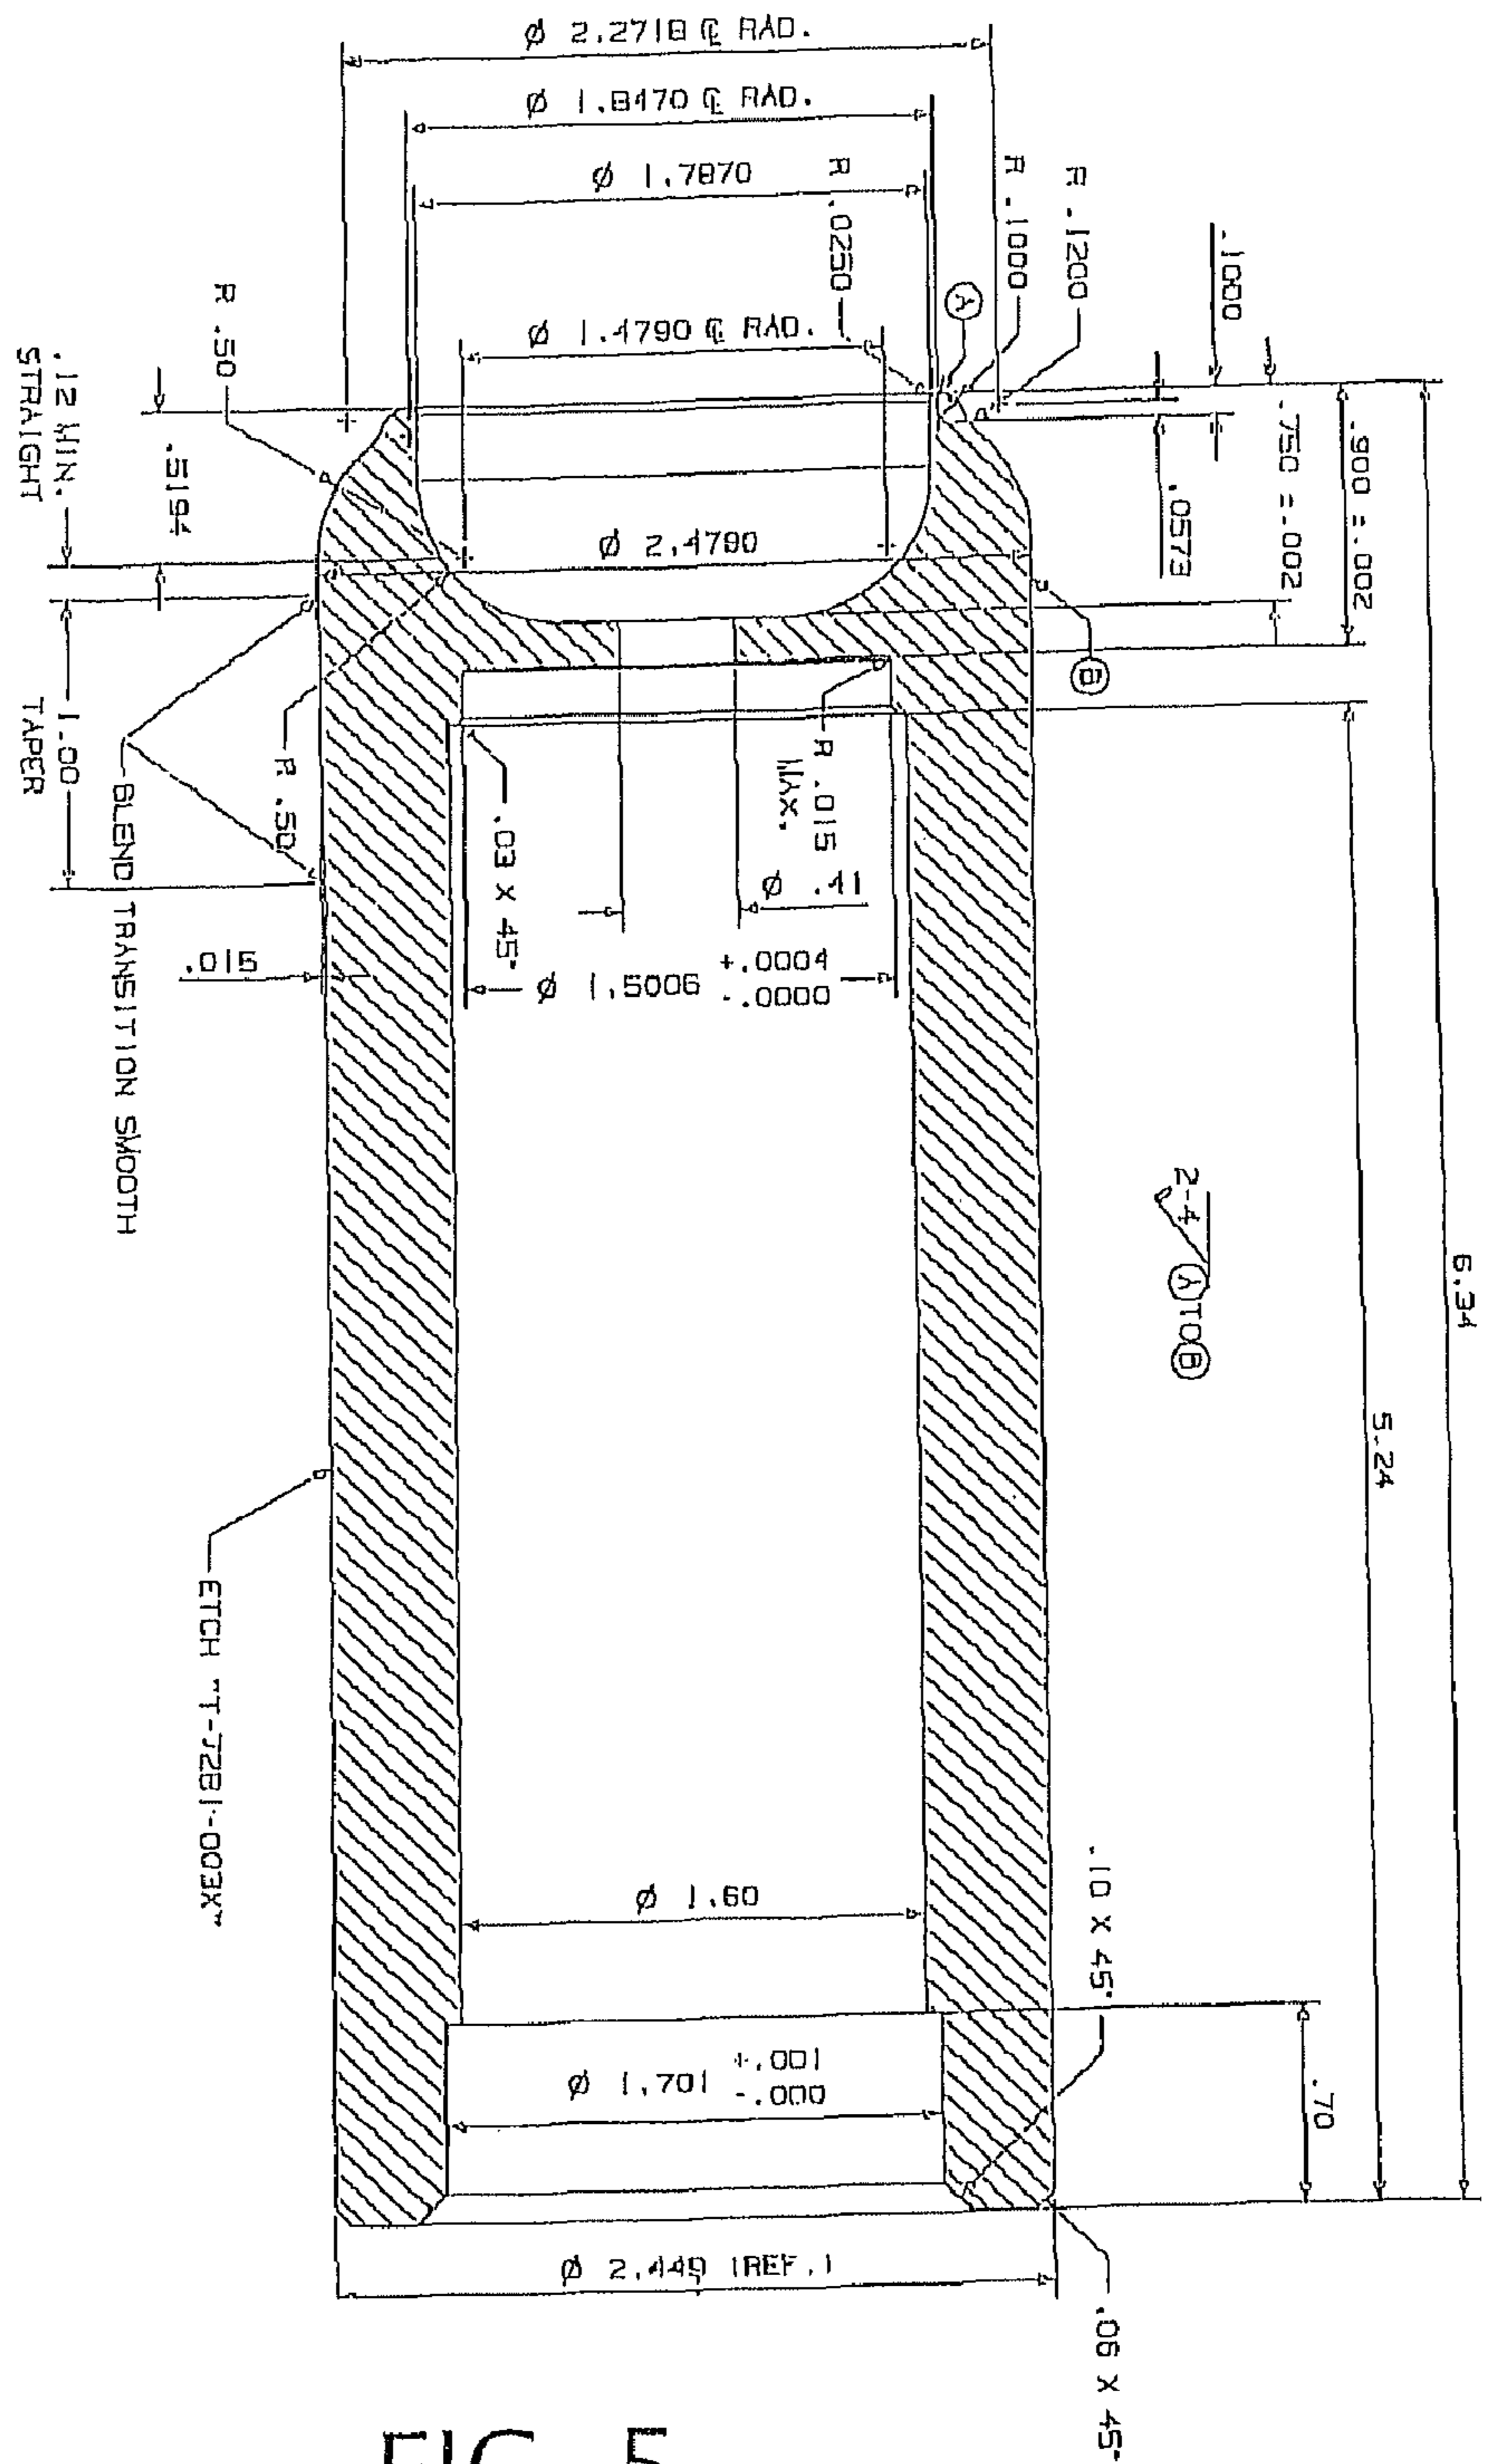 Ø 2.2718 ℄ RAD.
Ø 1.8470 ℄ RAD.
Ø 1.7870
Ø 1.4790 ℄ RAD.
R .0250
A
R .1000
R .1200
.1000
.0573
.750 ±.002
.900 ±.002
R .50
.12 MIN.
STRAIGHT
.5194
Ø 2.4790
B
1.00
TAPER
R .50
BLEND TRANSITION SMOOTH
.03 X 45°
R .015
MAX.
Ø .41
.015
Ø 1.5006 +.0004
-.0000
2-4 A TO B
6.34
5.24
ETCH "T-7281-003X"
Ø 1.60
.10 X 45°
.70
Ø 1.701 +.001
-.000
Ø 2.449 (REF.)
.06 X 45°
FIG. 5